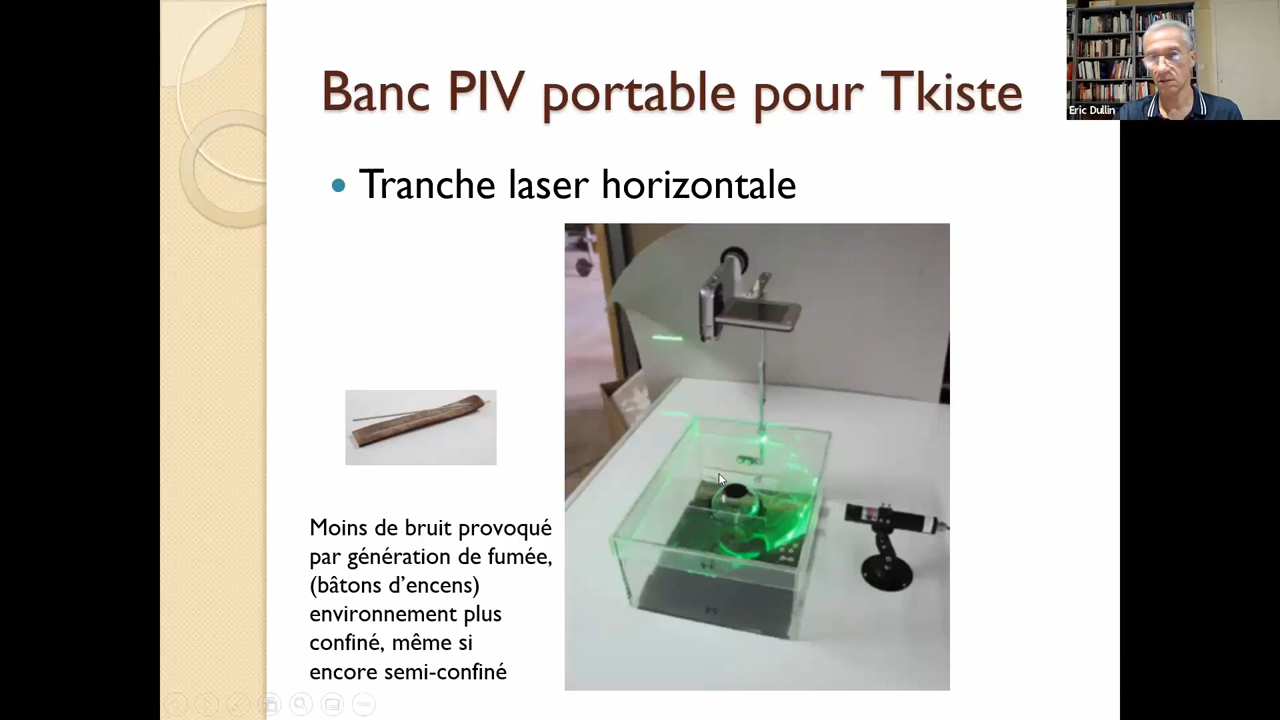 Banc PIV portable pour Tkiste
Eric Dullin
Tranche laser horizontale
Moins de bruit provoqué
par génération de fumée,
(bâtons d'encens)
environnement plus
confiné, même si
encore semi-confiné